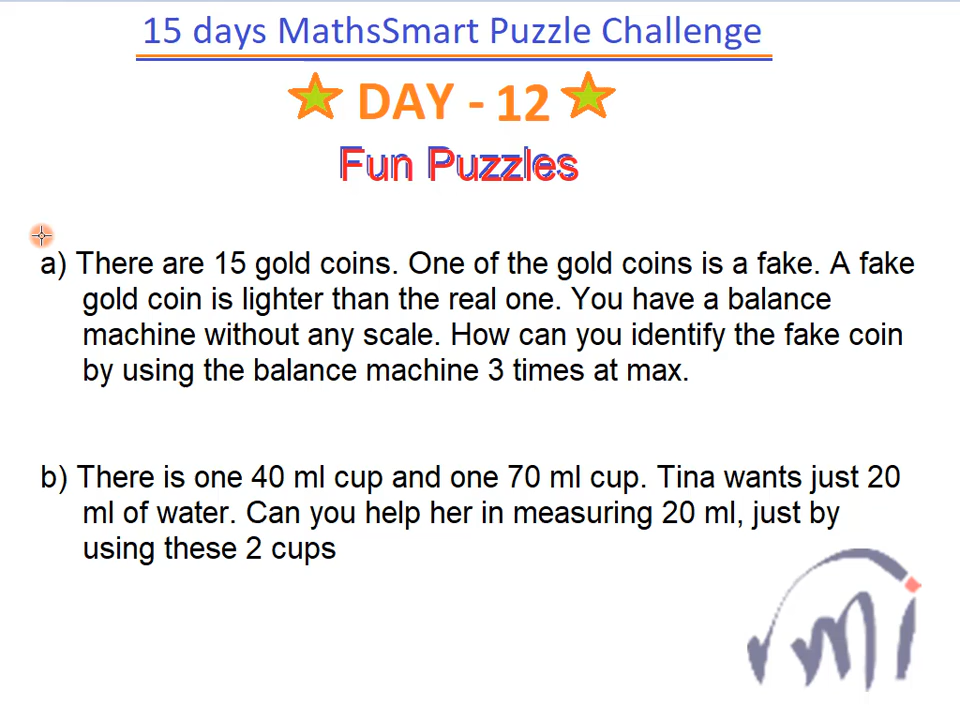 15 days MathsSmart Puzzle Challenge
DAY - 12
Fun Puzzles
a) There are 15 gold coins. One of the gold coins is a fake. A fake
gold coin is lighter than the real one. You have a balance
machine without any scale. How can you identify the fake coin
by using the balance machine 3 times at max.
b) There is one 40 ml cup and one 70 ml cup. Tina wants just 20
ml of water. Can you help her in measuring 20 ml, just by
using these 2 cups